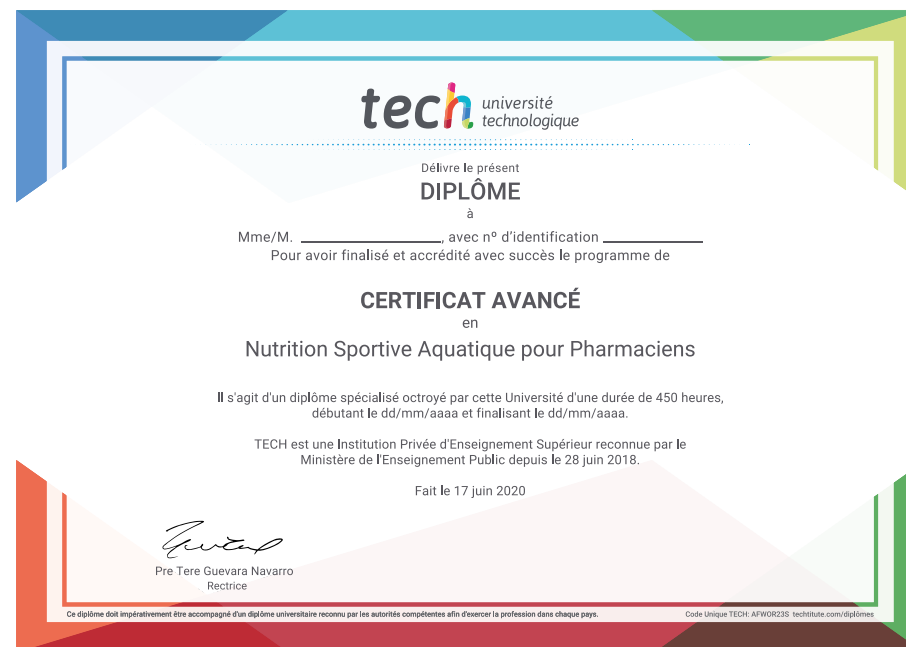 tech université
technologique
Délivre le présent
DIPLÔME
à
Mme/M. ____________________, avec nº d'identification ______________
Pour avoir finalisé et accrédité avec succès le programme de
CERTIFICAT AVANCÉ
en
Nutrition Sportive Aquatique pour Pharmaciens
Il s'agit d'un diplôme spécialisé octroyé par cette Université d'une durée de 450 heures,
débutant le dd/mm/aaaa et finalisant le dd/mm/aaaa.
TECH est une Institution Privée d'Enseignement Supérieur reconnue par le
Ministère de l'Enseignement Public depuis le 28 juin 2018.
Fait le 17 juin 2020
Pre Tere Guevara Navarro
Rectrice
Ce diplôme doit impérativement être accompagné d'un diplôme universitaire reconnu par les autorités compétentes afin d'exercer la profession dans chaque pays.
Code Unique TECH: AFWOR23S techtitute.com/diplômes